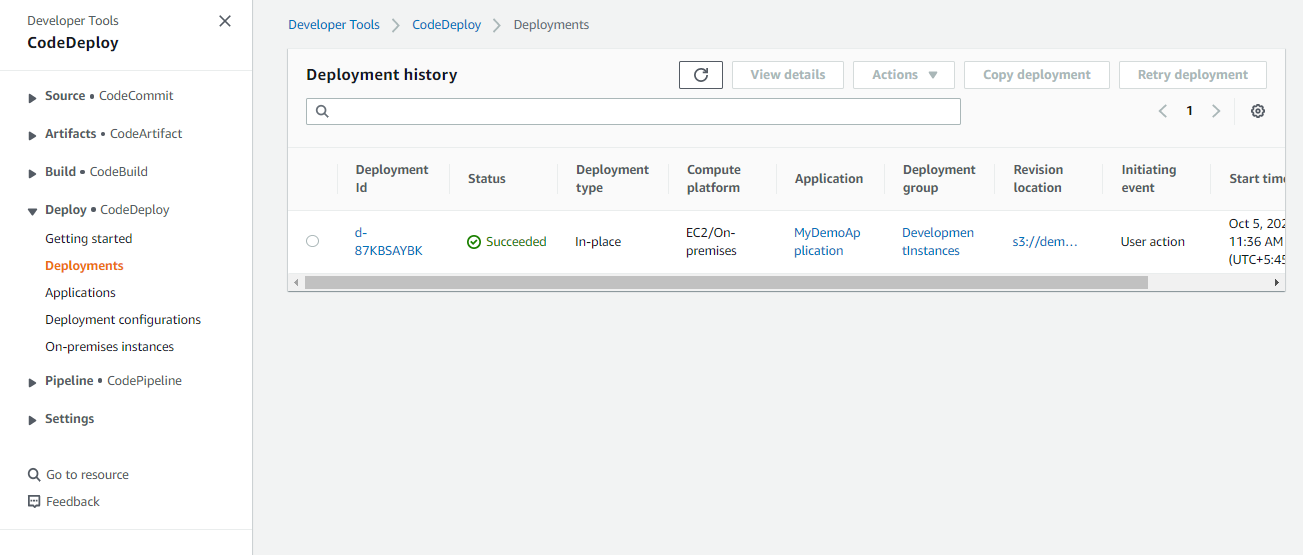 Developer Tools
CodeDeploy
Source • CodeCommit
Artifacts • CodeArtifact
Build • CodeBuild
Deploy • CodeDeploy
Getting started
Deployments
Applications
Deployment configurations
On-premises instances
Pipeline • CodePipeline
Settings
Go to resource
Feedback
Developer Tools > CodeDeploy > Deployments
Deployment history
View details
Actions
Copy deployment
Retry deployment
1
Deployment
Id
Status
Deployment
type
Compute
platform
Application
Deployment
group
Revision
location
Initiating
event
Start time
d-
87KBSAYBK
Succeeded
In-place
EC2/On-
premises
MyDemoAp
plication
Developmen
tInstances
s3://dem...
User action
Oct 5, 202
11:36 AM
(UTC+5:45